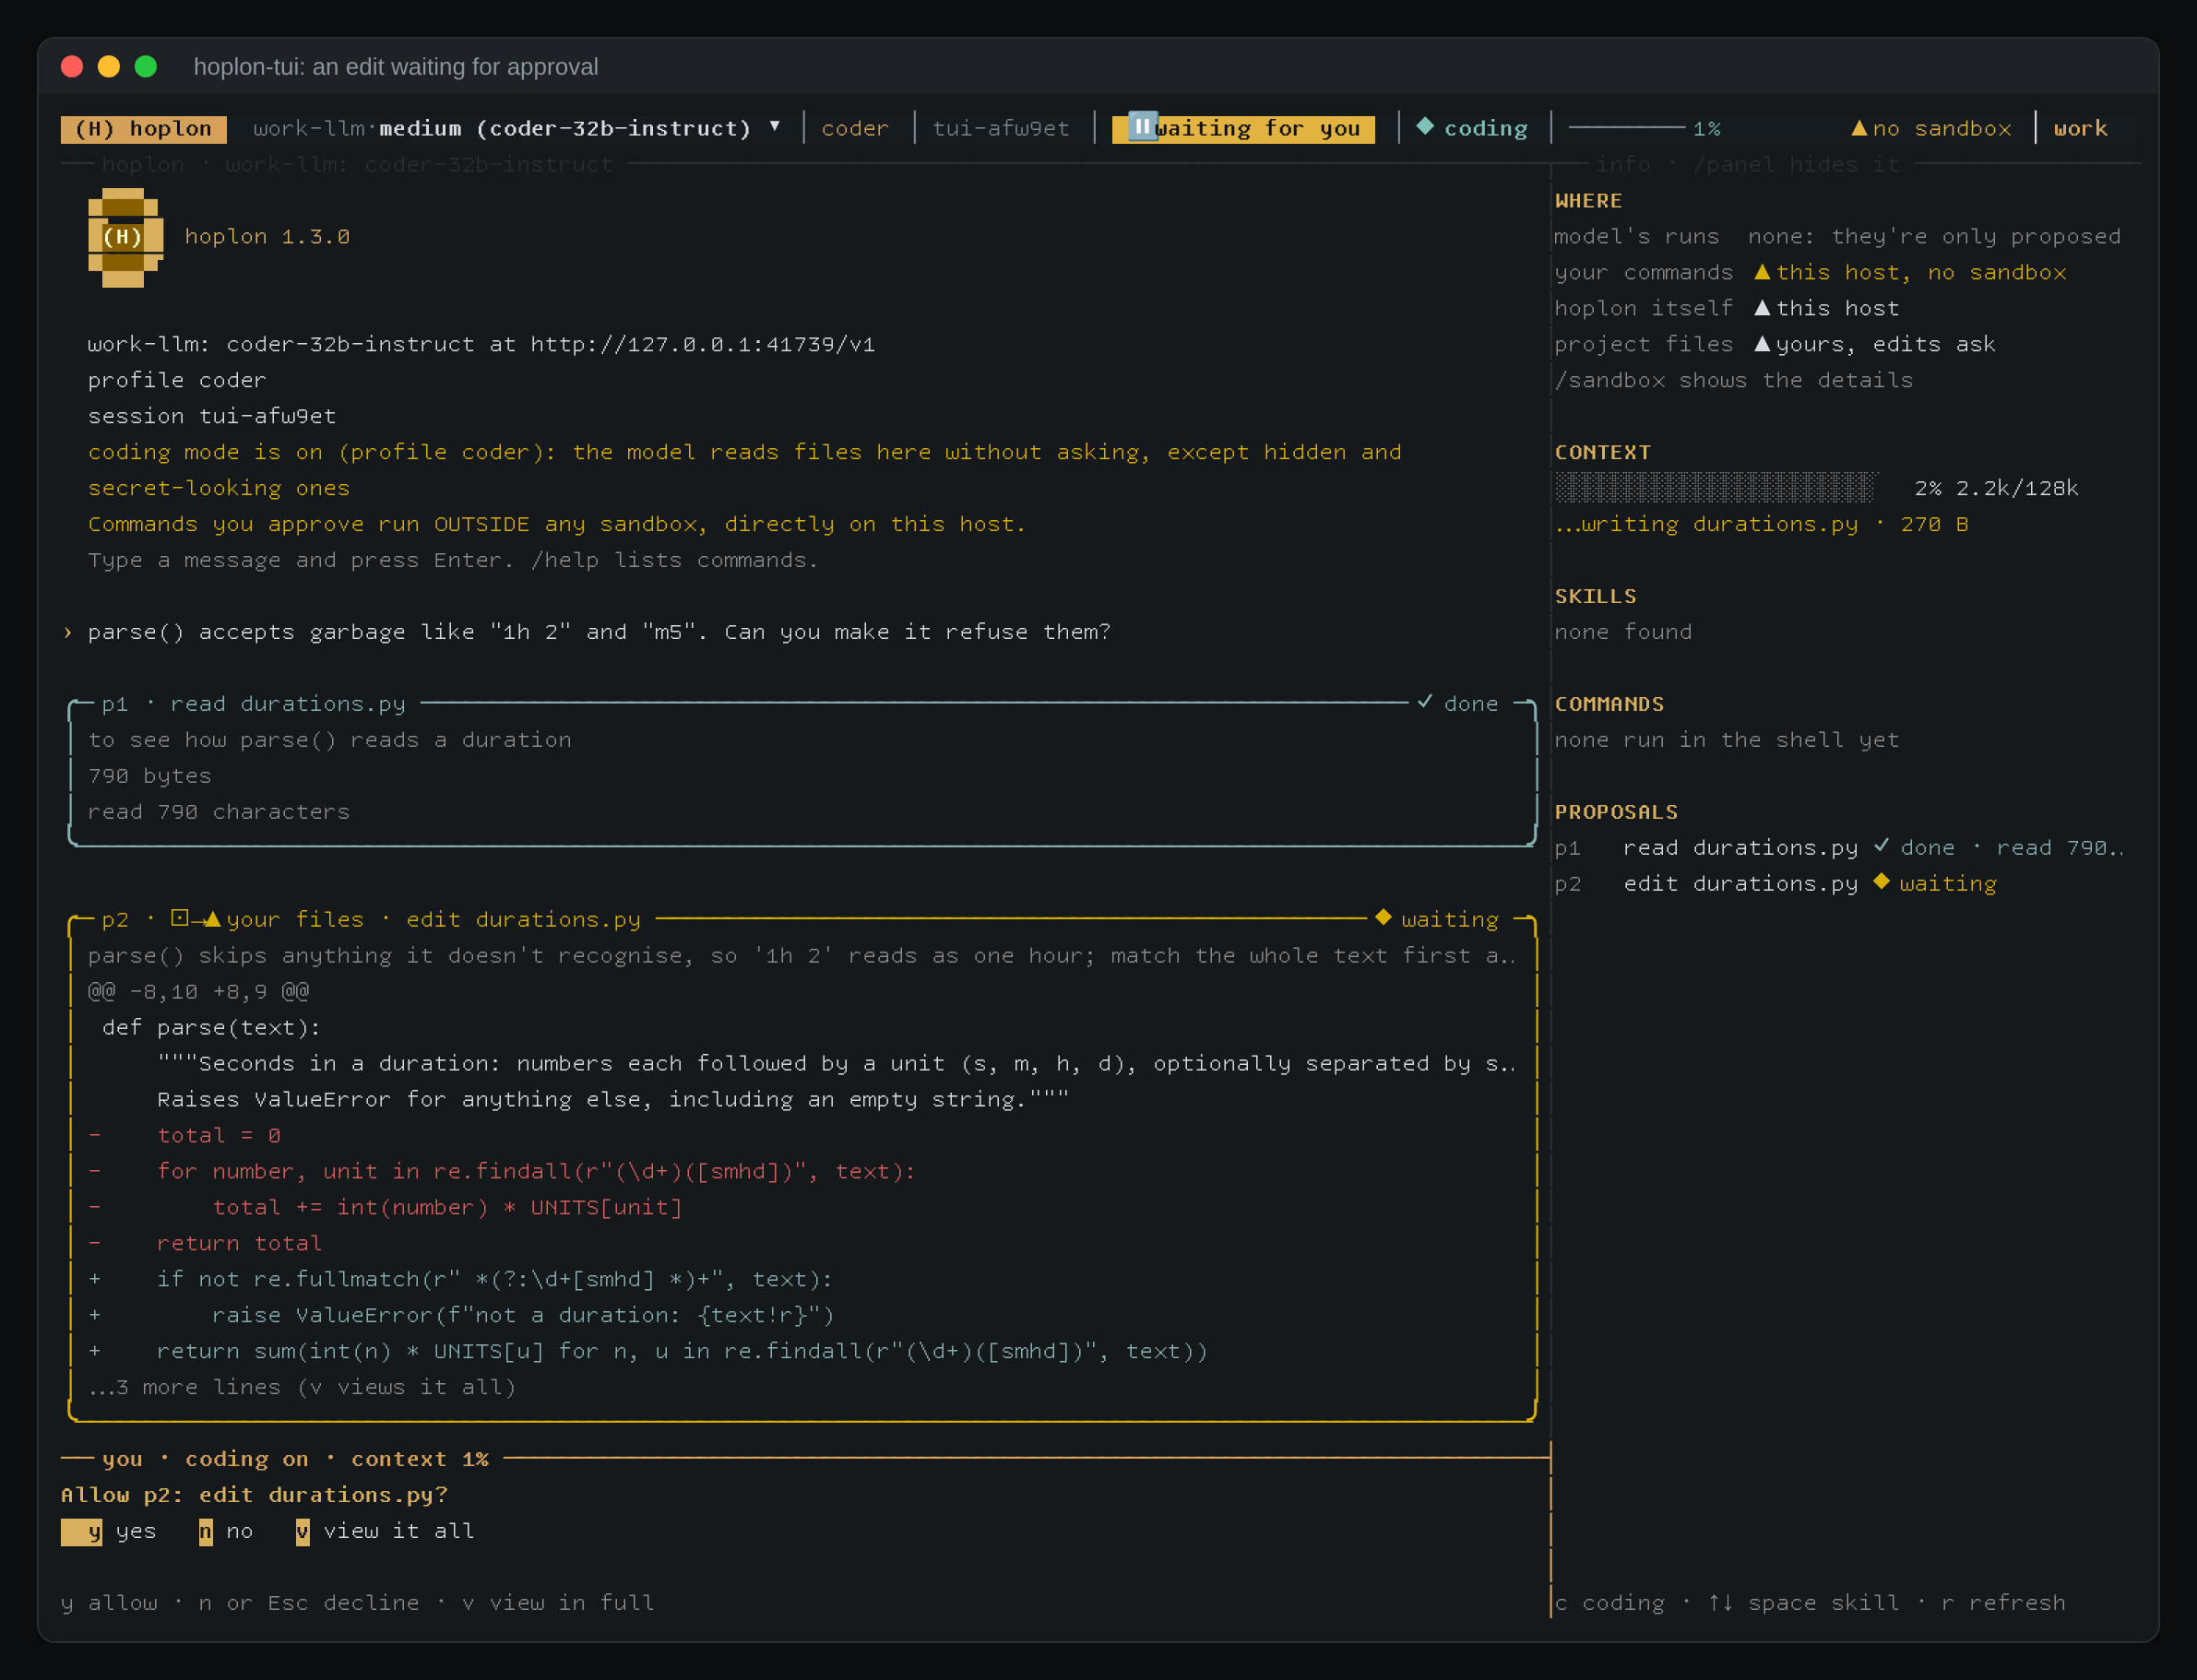 hoplon-tui: an edit waiting for approval
(H) hoplon work-llm·medium (coder-32b-instruct) ▼ │ coder │ tui-afw9et │ ⏸waiting for you │ ◆ coding │ 1% ▲no sandbox │ work
hoplon · work-llm: coder-32b-instruct
(H) hoplon 1.3.0
work-llm: coder-32b-instruct at http://127.0.0.1:41739/v1
profile coder
session tui-afw9et
coding mode is on (profile coder): the model reads files here without asking, except hidden and
secret-looking ones
Commands you approve run OUTSIDE any sandbox, directly on this host.
Type a message and press Enter. /help lists commands.
› parse() accepts garbage like "1h 2" and "m5". Can you make it refuse them?
p1 · read durations.py ✓ done
to see how parse() reads a duration
790 bytes
read 790 characters
p2 · ⊡→▲your files · edit durations.py ◆ waiting
parse() skips anything it doesn't recognise, so '1h 2' reads as one hour; match the whole text first a..
@@ -8,10 +8,9 @@
def parse(text):
"""Seconds in a duration: numbers each followed by a unit (s, m, h, d), optionally separated by s..
Raises ValueError for anything else, including an empty string."""
-    total = 0
-    for number, unit in re.findall(r"(\d+)([smhd])", text):
-        total += int(number) * UNITS[unit]
-    return total
+    if not re.fullmatch(r" *(?:\d+[smhd] *)+", text):
+        raise ValueError(f"not a duration: {text!r}")
+    return sum(int(n) * UNITS[u] for n, u in re.findall(r"(\d+)([smhd])", text))
…3 more lines (v views it all)
you · coding on · context 1%
Allow p2: edit durations.py?
y yes n no v view it all
y allow · n or Esc decline · v view in full
info · /panel hides it
WHERE
model's runs none: they're only proposed
your commands ▲this host, no sandbox
hoplon itself ▲this host
project files ▲yours, edits ask
/sandbox shows the details
CONTEXT
2% 2.2k/128k
…writing durations.py · 270 B
SKILLS
none found
COMMANDS
none run in the shell yet
PROPOSALS
p1 read durations.py ✓ done · read 790..
p2 edit durations.py ◆ waiting
c coding · ↑↓ space skill · r refresh